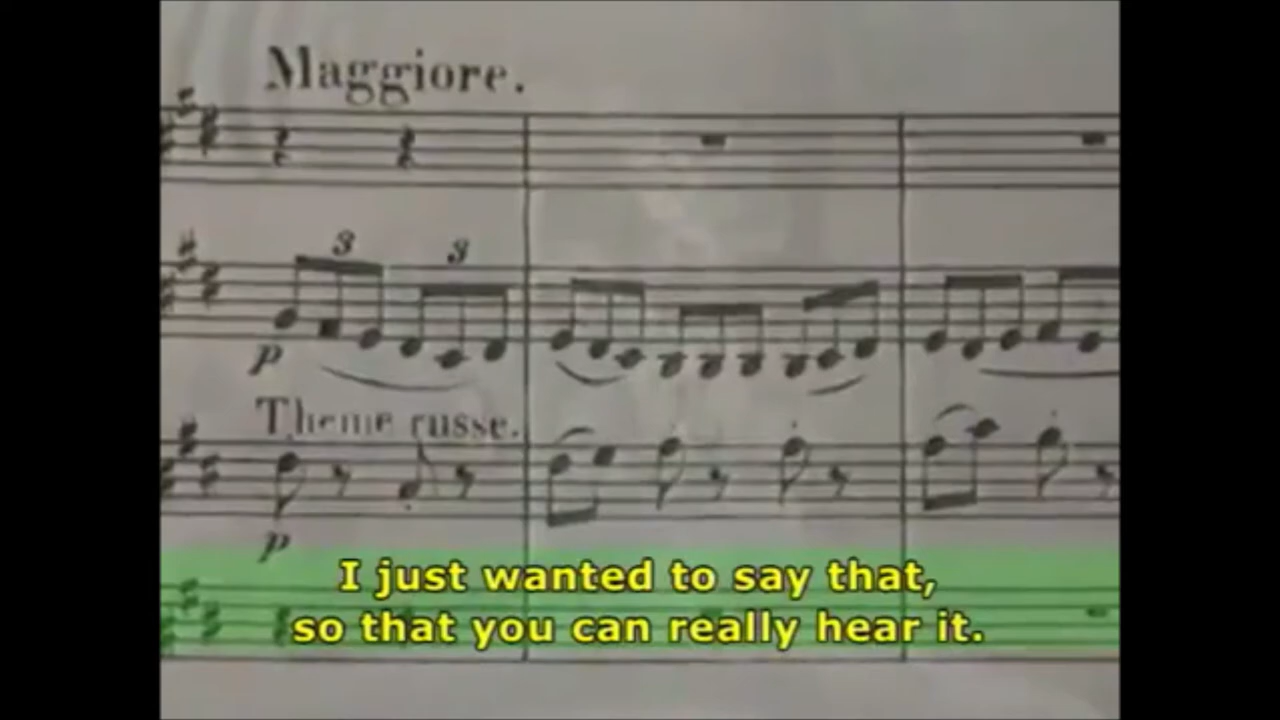 Maggiore.
3 3
p
Theme russe.
p
I just wanted to say that,
so that you can really hear it.